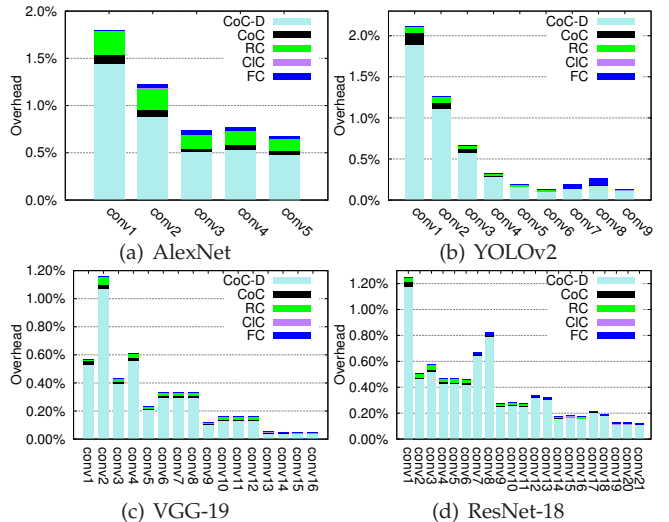 2.0%
1.5%
1.0%
0.5%
0.0%
Overhead
CoC-D
CoC
RC
ClC
FC
conv1
conv2
conv3
conv4
conv5
(a) AlexNet
2.0%
1.5%
1.0%
0.5%
0.0%
Overhead
CoC-D
CoC
RC
ClC
FC
conv1
conv2
conv3
conv4
conv5
conv6
conv7
conv8
conv9
(b) YOLOv2
1.20%
1.00%
0.80%
0.60%
0.40%
0.20%
0.00%
Overhead
CoC-D
CoC
RC
ClC
FC
conv1
conv2
conv3
conv4
conv5
conv6
conv7
conv8
conv9
conv10
conv11
conv12
conv13
conv14
conv15
conv16
(c) VGG-19
1.20%
1.00%
0.80%
0.60%
0.40%
0.20%
0.00%
Overhead
CoC-D
CoC
RC
ClC
FC
conv1
conv2
conv3
conv4
conv5
conv6
conv7
conv8
conv9
conv10
conv11
conv12
conv13
conv14
conv15
conv16
conv17
conv18
conv19
conv20
conv21
(d) ResNet-18